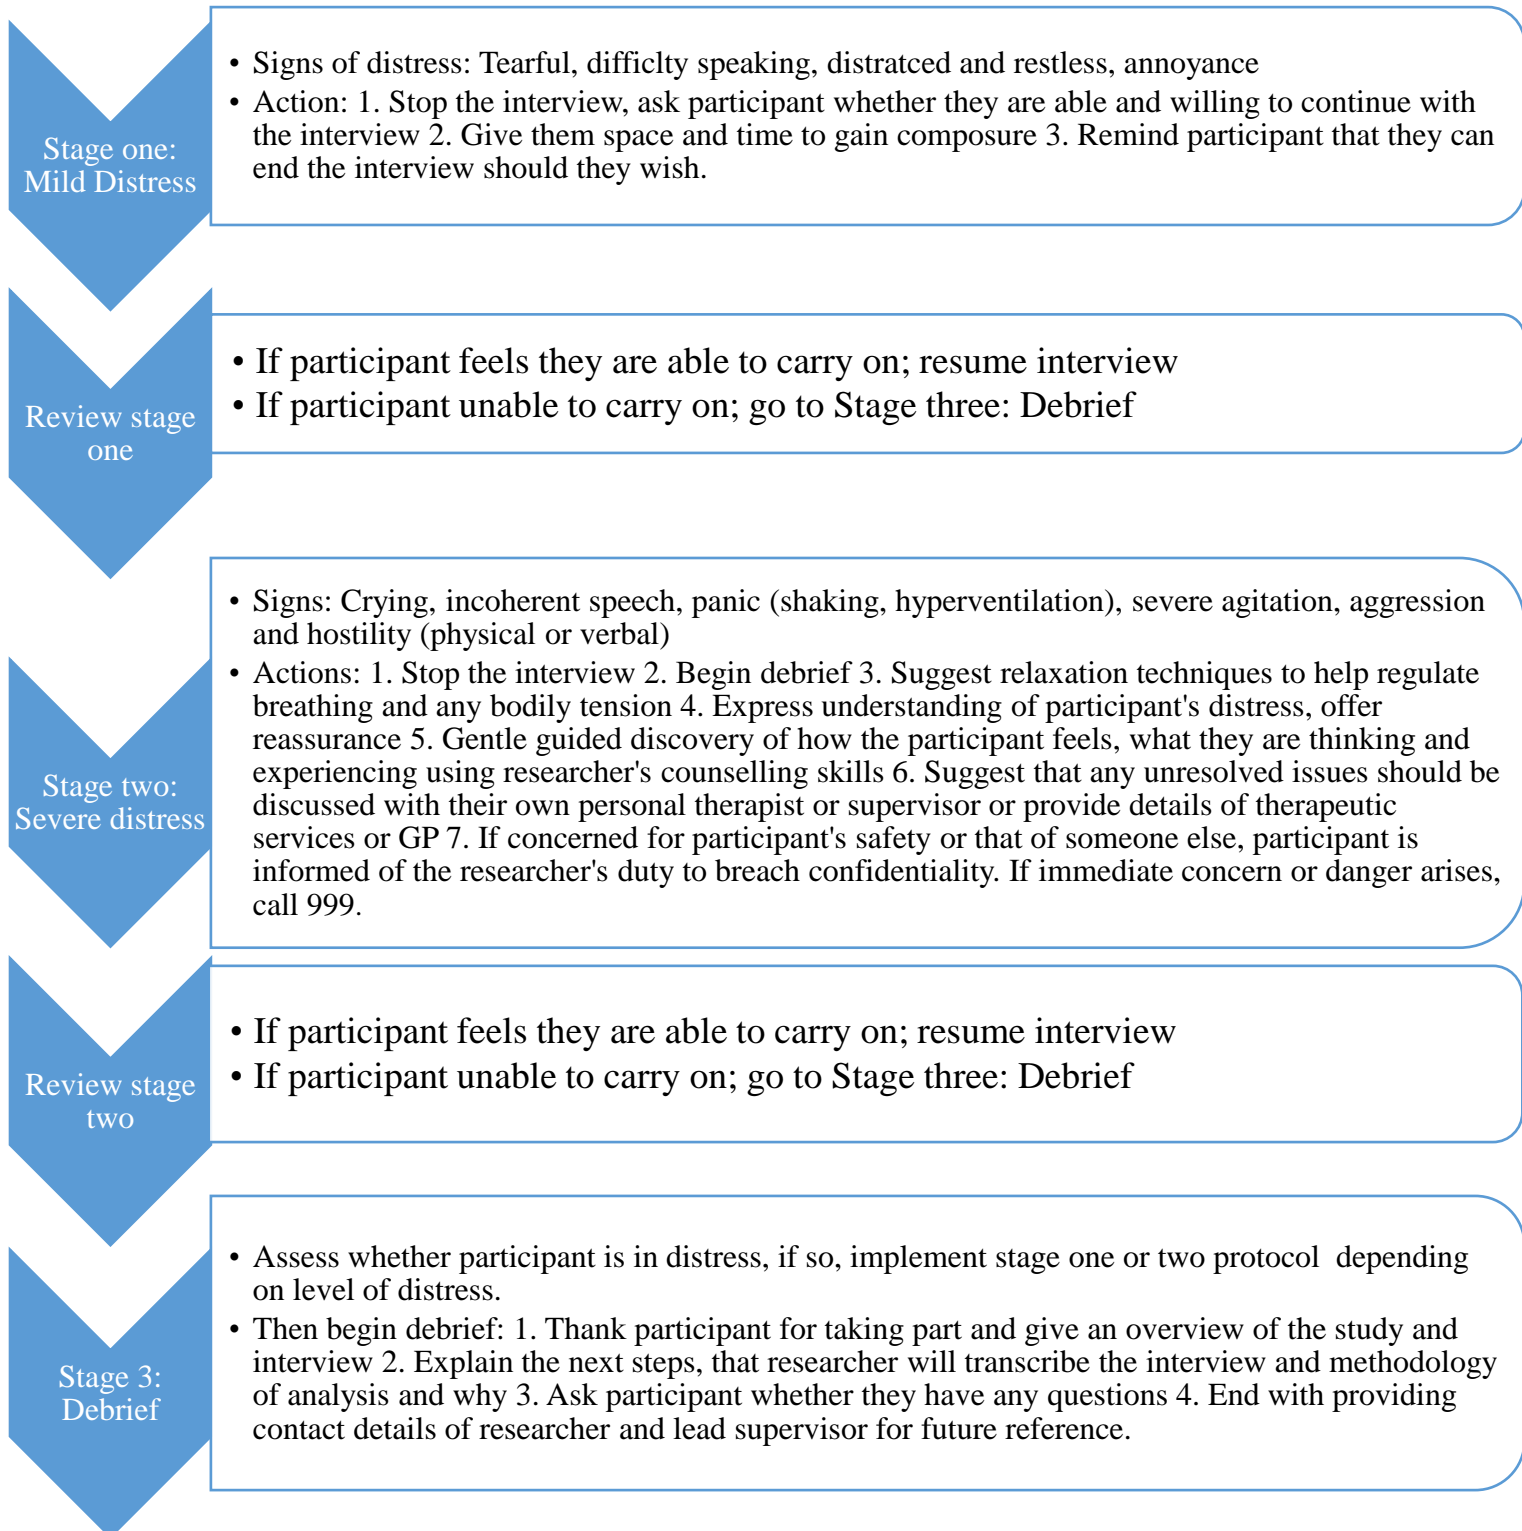 Stage one:
Mild Distress
• Signs of distress: Tearful, difficlty speaking, distratced and restless, annoyance
• Action: 1. Stop the interview, ask participant whether they are able and willing to continue with
the interview 2. Give them space and time to gain composure 3. Remind participant that they can
end the interview should they wish.
Review stage
one
• If participant feels they are able to carry on; resume interview
• If participant unable to carry on; go to Stage three: Debrief
Stage two:
Severe distress
• Signs: Crying, incoherent speech, panic (shaking, hyperventilation), severe agitation, aggression
and hostility (physical or verbal)
• Actions: 1. Stop the interview 2. Begin debrief 3. Suggest relaxation techniques to help regulate
breathing and any bodily tension 4. Express understanding of participant's distress, offer
reassurance 5. Gentle guided discovery of how the participant feels, what they are thinking and
experiencing using researcher's counselling skills 6. Suggest that any unresolved issues should be
discussed with their own personal therapist or supervisor or provide details of therapeutic
services or GP 7. If concerned for participant's safety or that of someone else, participant is
informed of the researcher's duty to breach confidentiality. If immediate concern or danger arises,
call 999.
Review stage
two
• If participant feels they are able to carry on; resume interview
• If participant unable to carry on; go to Stage three: Debrief
Stage 3:
Debrief
• Assess whether participant is in distress, if so, implement stage one or two protocol  depending
on level of distress.
• Then begin debrief: 1. Thank participant for taking part and give an overview of the study and
interview 2. Explain the next steps, that researcher will transcribe the interview and methodology
of analysis and why 3. Ask participant whether they have any questions 4. End with providing
contact details of researcher and lead supervisor for future reference.